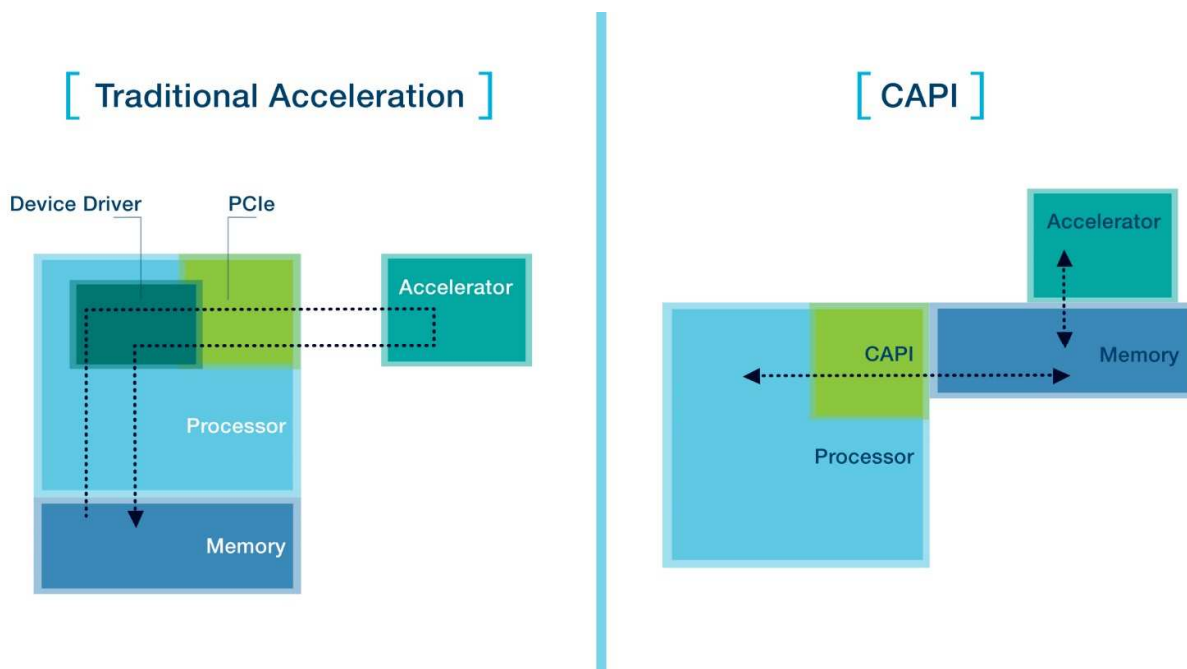 [ Traditional Acceleration ]
Device Driver
PCIe
Accelerator
Processor
Memory
[ CAPI ]
Accelerator
CAPI
Memory
Processor